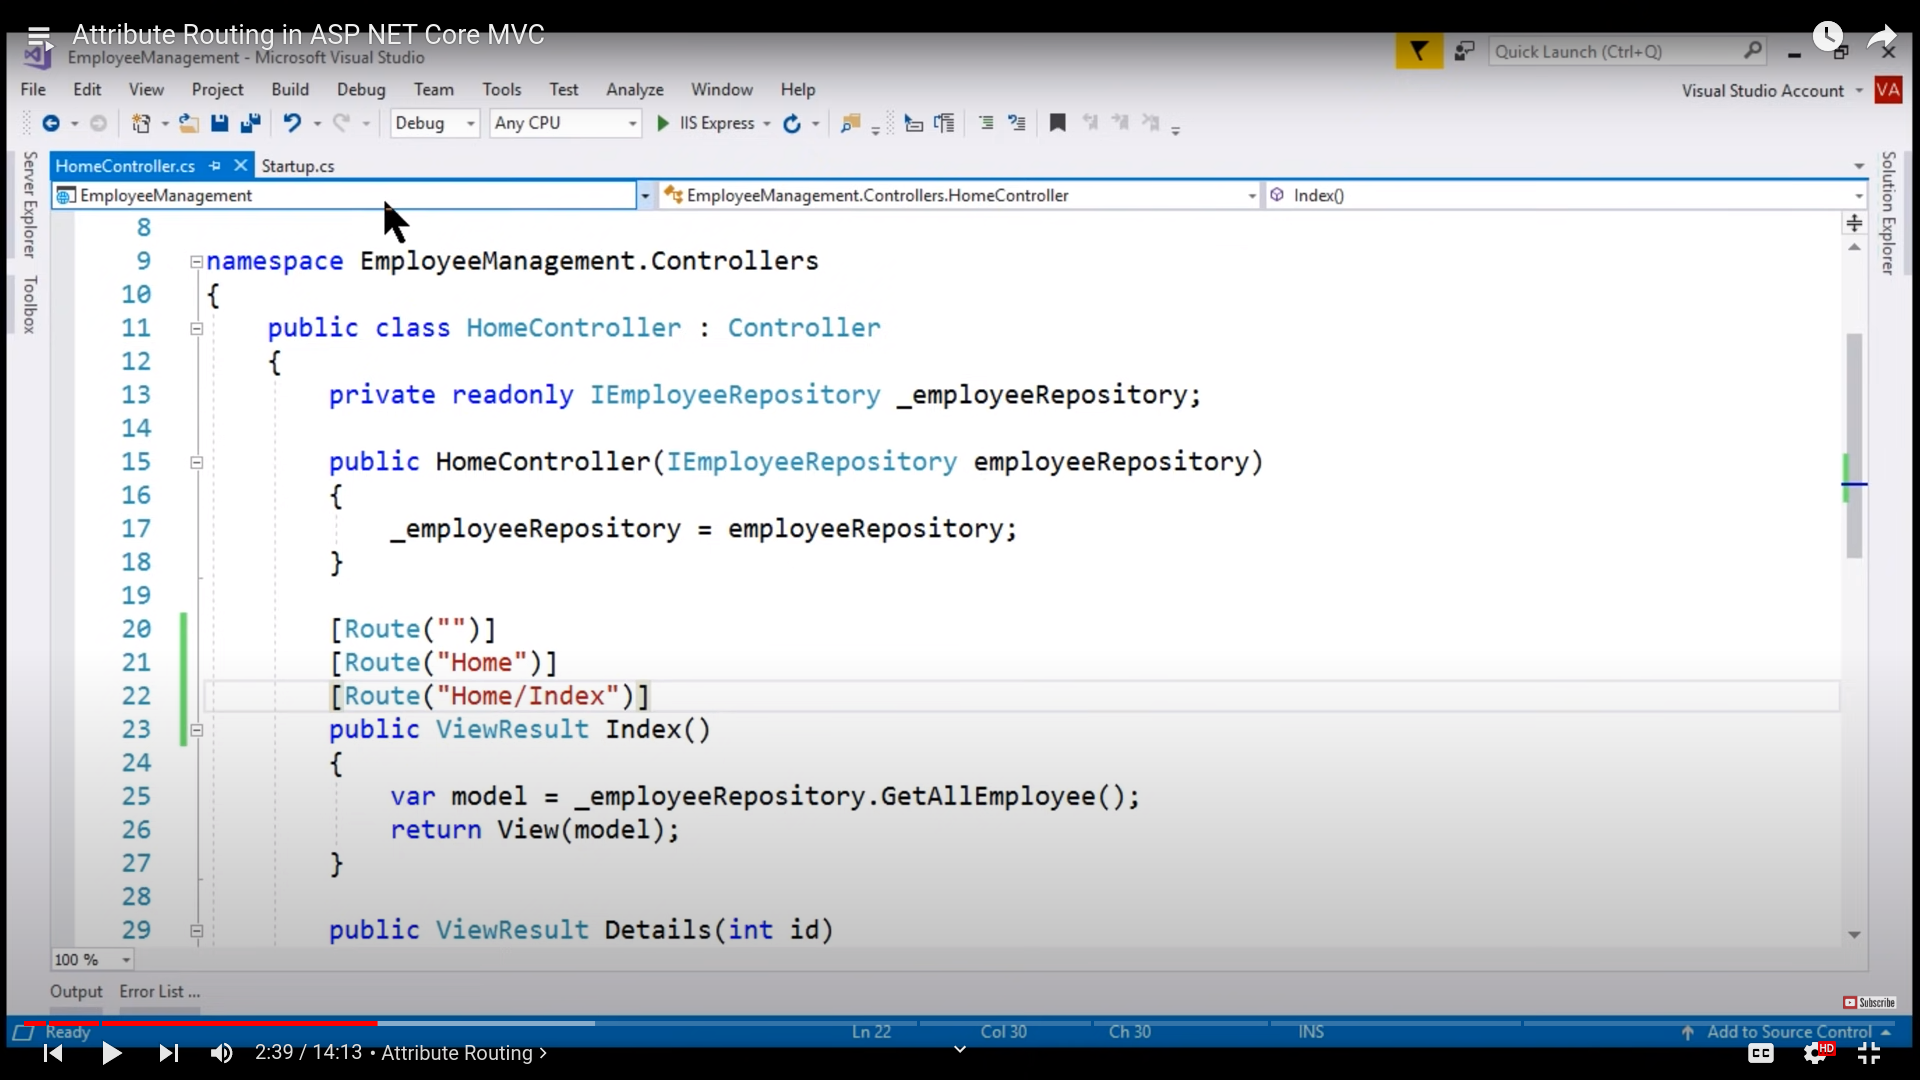 Attribute Routing in ASP NET Core MVC
EmployeeManagement - Microsoft Visual Studio
Quick Launch (Ctrl+Q)
File Edit View Project Build Debug Team Tools Test Analyze Window Help
Visual Studio Account VA
Debug Any CPU IIS Express
Server Explorer
Toolbox
Solution Explorer
HomeController.cs Startup.cs
EmployeeManagement EmployeeManagement.Controllers.HomeController Index()
8
9 namespace EmployeeManagement.Controllers
10 {
11 public class HomeController : Controller
12 {
13 private readonly IEmployeeRepository _employeeRepository;
14
15 public HomeController(IEmployeeRepository employeeRepository)
16 {
17 _employeeRepository = employeeRepository;
18 }
19
20 [Route("")]
21 [Route("Home")]
22 [Route("Home/Index")]
23 public ViewResult Index()
24 {
25 var model = _employeeRepository.GetAllEmployee();
26 return View(model);
27 }
28
29 public ViewResult Details(int id)
100 %
Output Error List ...
Subscribe
Ready Ln 22 Col 30 Ch 30 INS Add to Source Control
2:39 / 14:13 • Attribute Routing
CC HD